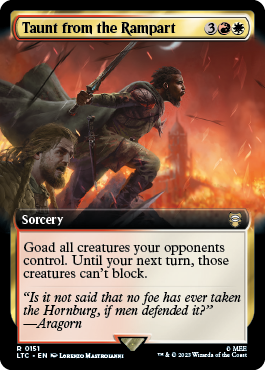 Taunt from the Rampart 3
Sorcery
Goad all creatures your opponents
control. Until your next turn, those
creatures can't block.
“Is it not said that no foe has ever taken
the Hornburg, if men defended it?”
—Aragorn
R 0151
LTC • EN Lorenzo Mastroianni
© MEE
™ & © 2023 Wizards of the Coast